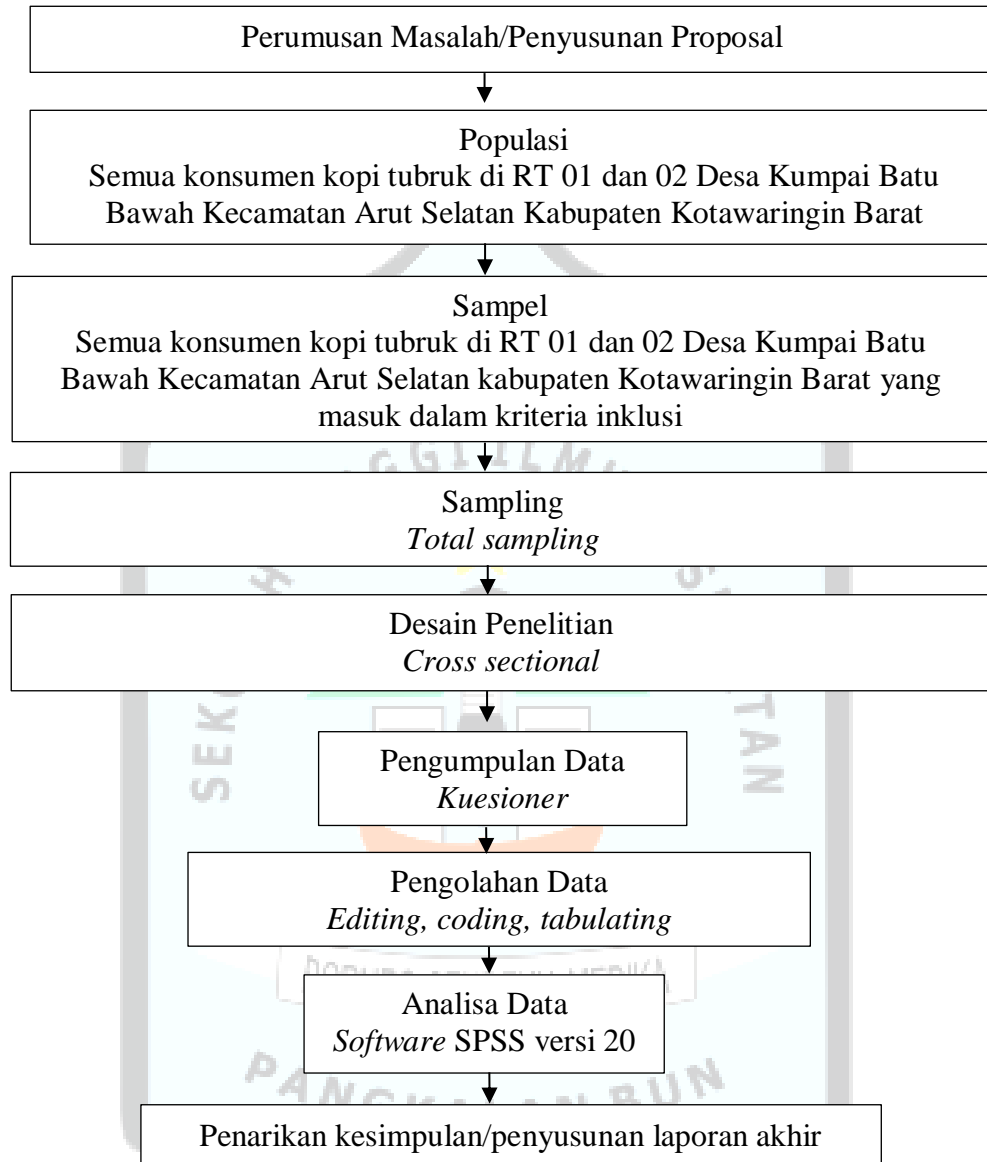 Perumusan Masalah/Penyusunan Proposal
Populasi
Semua konsumen kopi tubruk di RT 01 dan 02 Desa Kumpai Batu
Bawah Kecamatan Arut Selatan Kabupaten Kotawaringin Barat
Sampel
Semua konsumen kopi tubruk di RT 01 dan 02 Desa Kumpai Batu
Bawah Kecamatan Arut Selatan kabupaten Kotawaringin Barat yang
masuk dalam kriteria inklusi
Sampling
Total sampling
Desain Penelitian
Cross sectional
Pengumpulan Data
Kuesioner
Pengolahan Data
Editing, coding, tabulating
Analisa Data
Software SPSS versi 20
PANGKALAN BUN
Penarikan kesimpulan/penyusunan laporan akhir